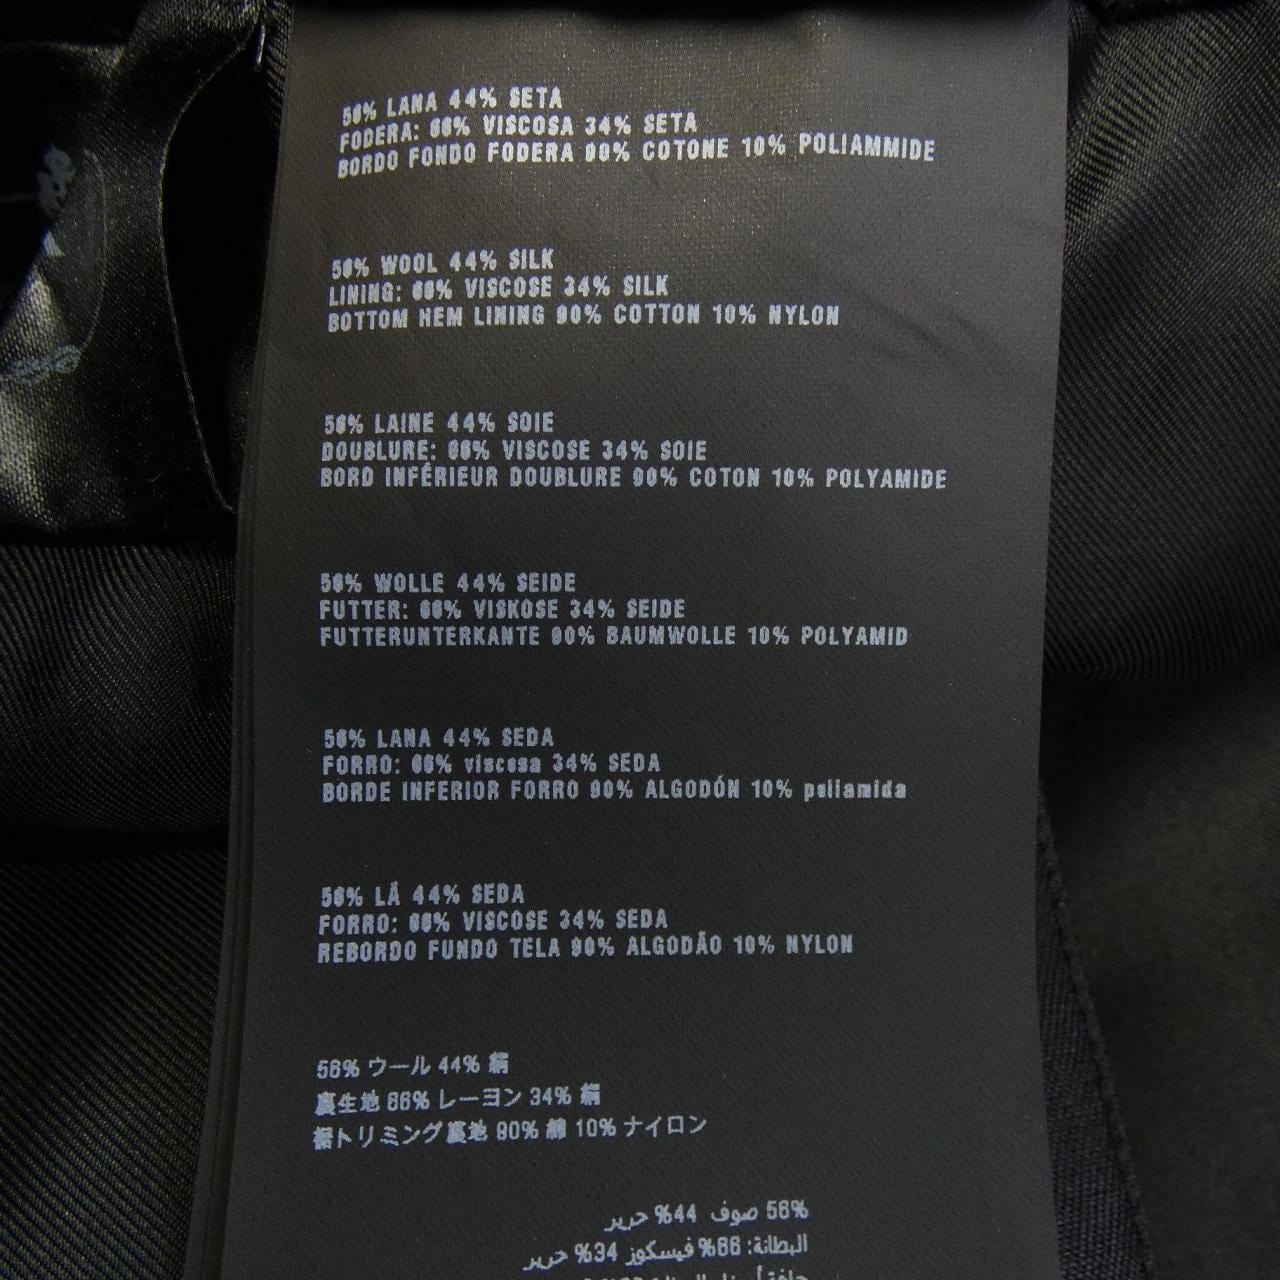 56% LANA 44% SETA
FODERA: 66% VISCOSA 34% SETA
BORDO FONDO FODERA 90% COTONE 10% POLIAMMIDE
56% WOOL 44% SILK
LINING: 66% VISCOSE 34% SILK
BOTTOM HEM LINING 90% COTTON 10% NYLON
56% LAINE 44% SOIE
DOUBLURE: 66% VISCOSE 34% SOIE
BORD INFÉRIEUR DOUBLURE 90% COTON 10% POLYAMIDE
56% WOLLE 44% SEIDE
FUTTER: 66% VISKOSE 34% SEIDE
FUTTERUNTERKANTE 90% BAUMWOLLE 10% POLYAMID
56% LANA 44% SEDA
FORRO: 66% viscosa 34% SEDA
BORDE INFERIOR FORRO 90% ALGODÓN 10% poliamida
56% LÃ 44% SEDA
FORRO: 66% VISCOSE 34% SEDA
REBORDO FUNDO TELA 90% ALGODÃO 10% NYLON
56% ウール 44% 絹
裏生地 66% レーヨン 34% 絹
裾トリミング裏地 90% 綿 10% ナイロン
56% صوف 44% حرير
البطانة: 66% فيسكوز 34% حرير